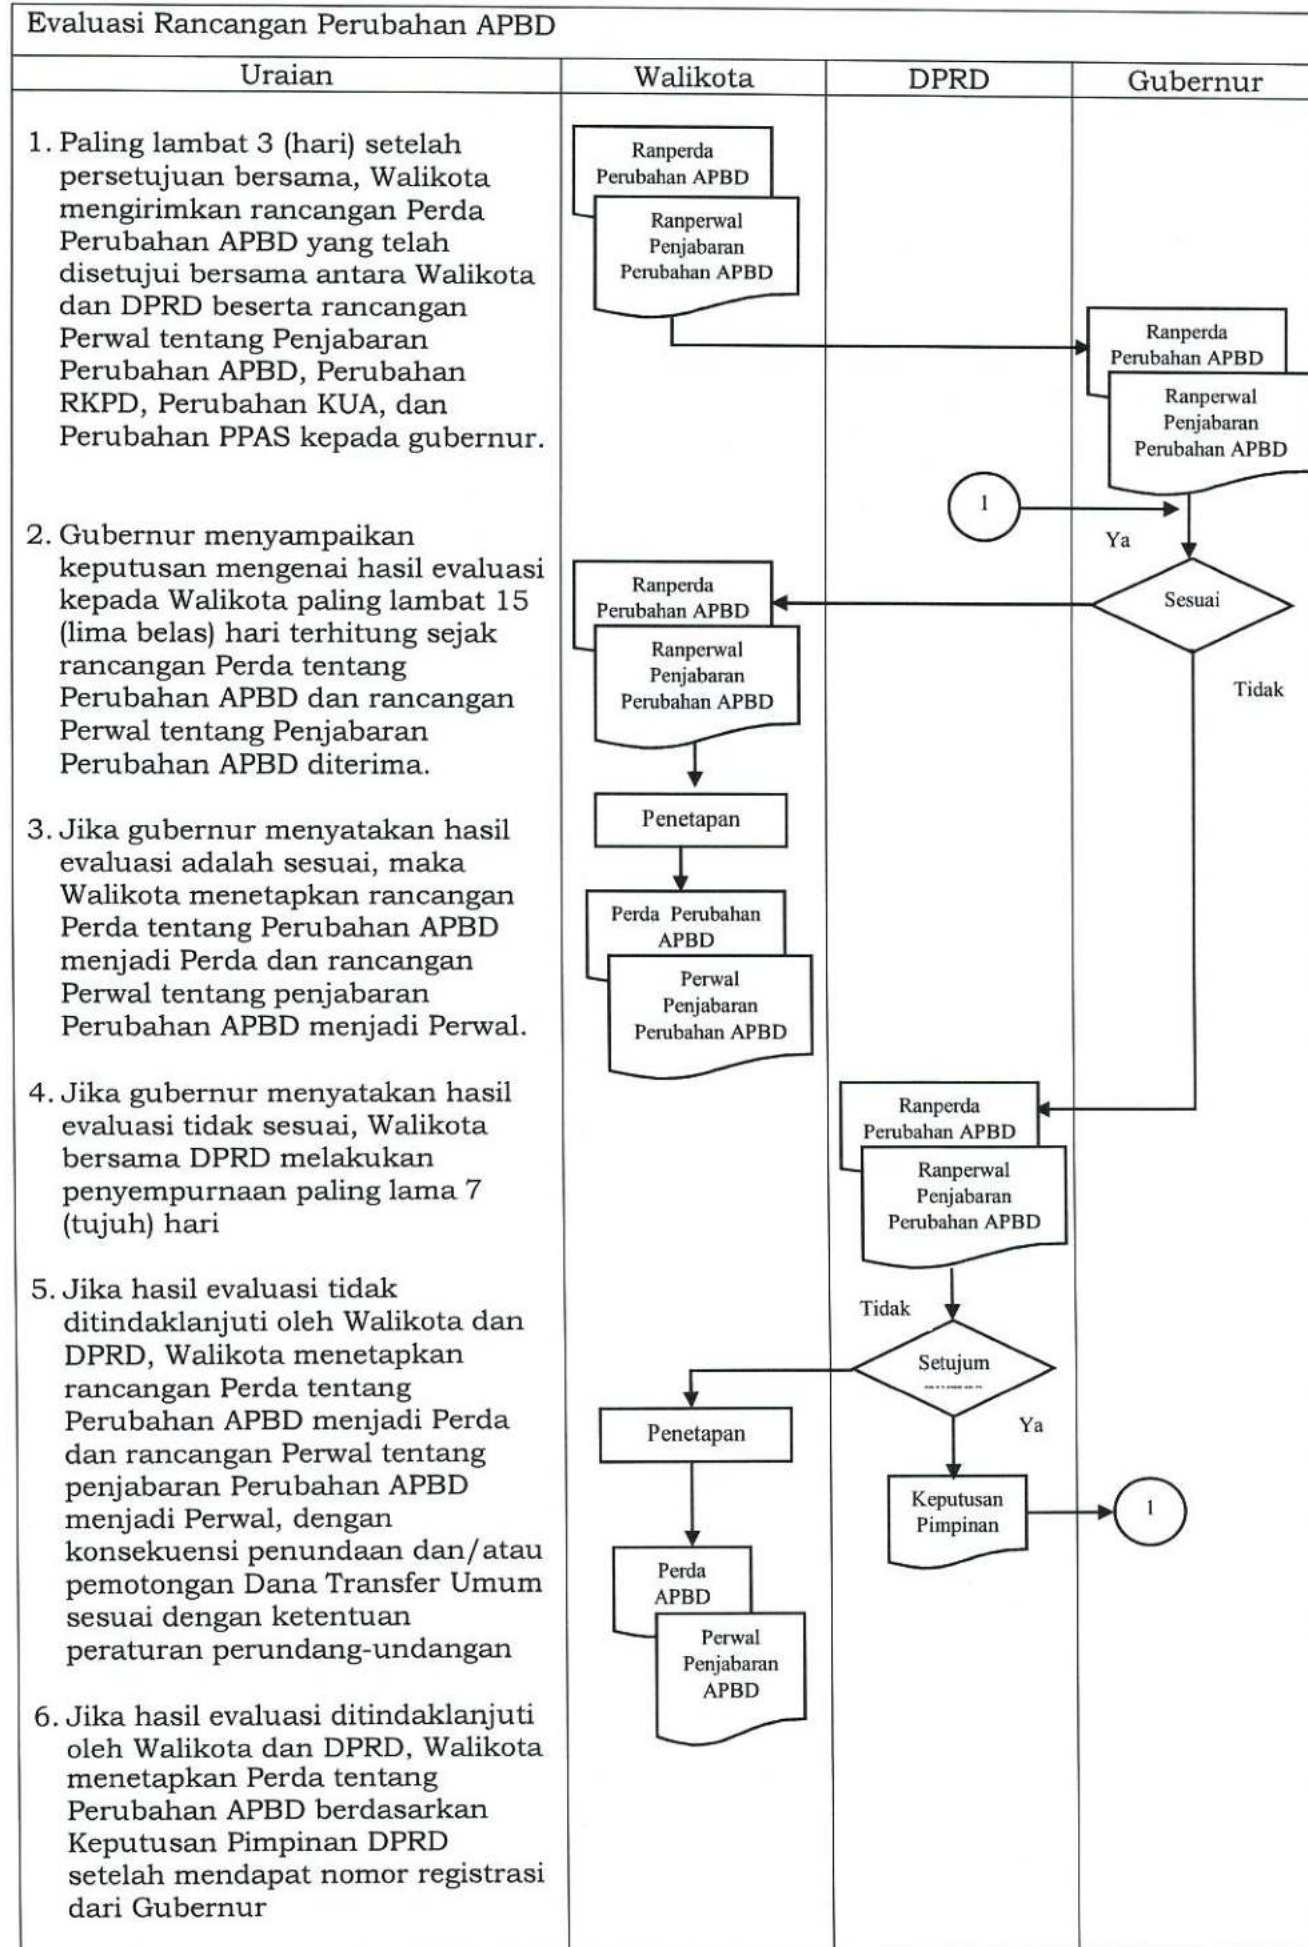 Evaluasi Rancangan Perubahan APBD
Uraian
Walikota
DPRD
Gubernur
1. Paling lambat 3 (hari) setelah
persetujuan bersama, Walikota
mengirimkan rancangan Perda
Perubahan APBD yang telah
disetujui bersama antara Walikota
dan DPRD beserta rancangan
Perwal tentang Penjabaran
Perubahan APBD, Perubahan
RKPD, Perubahan KUA, dan
Perubahan PPAS kepada gubernur.
2. Gubernur menyampaikan
keputusan mengenai hasil evaluasi
kepada Walikota paling lambat 15
(lima belas) hari terhitung sejak
rancangan Perda tentang
Perubahan APBD dan rancangan
Perwal tentang Penjabaran
Perubahan APBD diterima.
3. Jika gubernur menyatakan hasil
evaluasi adalah sesuai, maka
Walikota menetapkan rancangan
Perda tentang Perubahan APBD
menjadi Perda dan rancangan
Perwal tentang penjabaran
Perubahan APBD menjadi Perwal.
4. Jika gubernur menyatakan hasil
evaluasi tidak sesuai, Walikota
bersama DPRD melakukan
penyempurnaan paling lama 7
(tujuh) hari
5. Jika hasil evaluasi tidak
ditindaklanjuti oleh Walikota dan
DPRD, Walikota menetapkan
rancangan Perda tentang
Perubahan APBD menjadi Perda
dan rancangan Perwal tentang
penjabaran Perubahan APBD
menjadi Perwal, dengan
konsekuensi penundaan dan/atau
pemotongan Dana Transfer Umum
sesuai dengan ketentuan
peraturan perundang-undangan
6. Jika hasil evaluasi ditindaklanjuti
oleh Walikota dan DPRD, Walikota
menetapkan Perda tentang
Perubahan APBD berdasarkan
Keputusan Pimpinan DPRD
setelah mendapat nomor registrasi
dari Gubernur
Ranperda
Perubahan APBD
Ranperwal
Penjabaran
Perubahan APBD
Ranperda
Perubahan APBD
Ranperwal
Penjabaran
Perubahan APBD
1
Ya
Sesuai
Tidak
Ranperda
Perubahan APBD
Ranperwal
Penjabaran
Perubahan APBD
Penetapan
Perda Perubahan
APBD
Perwal
Penjabaran
Perubahan APBD
Ranperda
Perubahan APBD
Ranperwal
Penjabaran
Perubahan APBD
Tidak
Setujum
Ya
Penetapan
Keputusan
Pimpinan
1
Perda
APBD
Perwal
Penjabaran
APBD